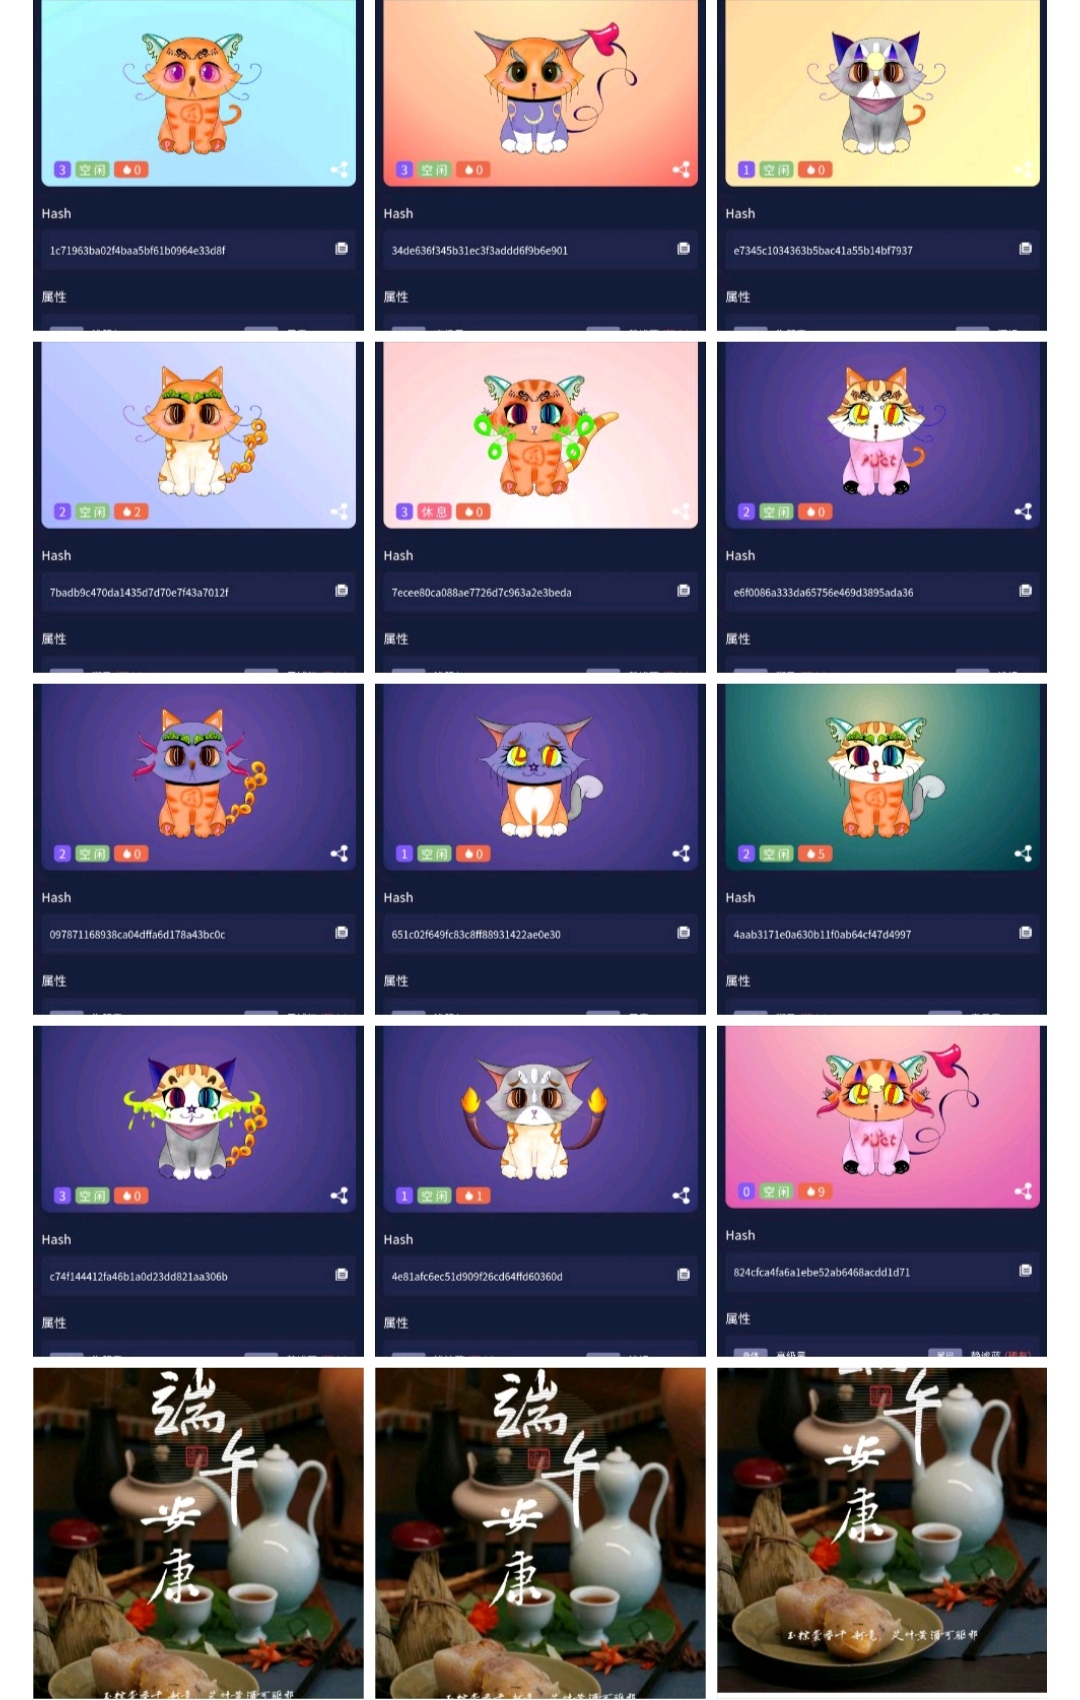 3 空闲 0
Hash
1c71963ba02f4baa5bf61b0964e33d8f
属性
3 空闲 0
Hash
34de636f345b31ec3f3addd6f9b6e901
属性
1 空闲 0
Hash
e7345c1034363b5bac41a55b14bf7937
属性
2 空闲 2
Hash
7badb9c470da1435d7d70e7f43a7012f
属性
3 休息 0
Hash
7ecee80ca088ae7726d7c963a2e3beda
属性
2 空闲 0
Hash
e6f0086a333da65756e469d3895ada36
属性
2 空闲 0
Hash
097871168938ca04dffa6d178a43bc0c
属性
1 空闲 0
Hash
651c02f649fc83c8ff88931422ae0e30
属性
2 空闲 5
Hash
4aab3171e0a630b11f0ab64cf47d4997
属性
3 空闲 0
Hash
c74f144412fa46b1a0d23dd821aa306b
属性
1 空闲 1
Hash
4e81afc6ec51d909f26cd64ffd60360d
属性
0 空闲 9
Hash
824cfca4fa6a1ebe52ab6468acdd1d71
属性
端午安康
端午安康
午安康